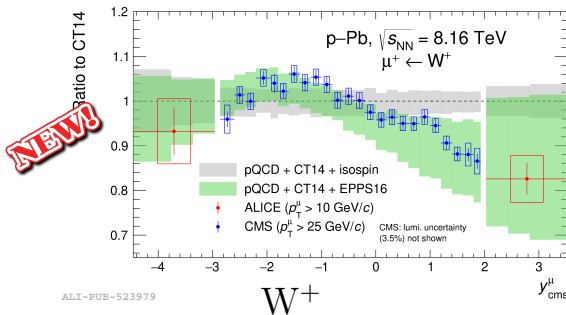 1.2
1.1
1
0.9
0.8
0.7
Ratio to CT14
p–Pb, √sNN = 8.16 TeV
μ+ ← W+
NEW!
pQCD + CT14 + isospin
pQCD + CT14 + EPPS16
ALICE (pTμ > 10 GeV/c)
CMS (pTμ > 25 GeV/c)
CMS: lumi. uncertainty
(3.5%) not shown
−4 −3 −2 −1 0 1 2 3
yμcms
ALI-PUB-523979
W+